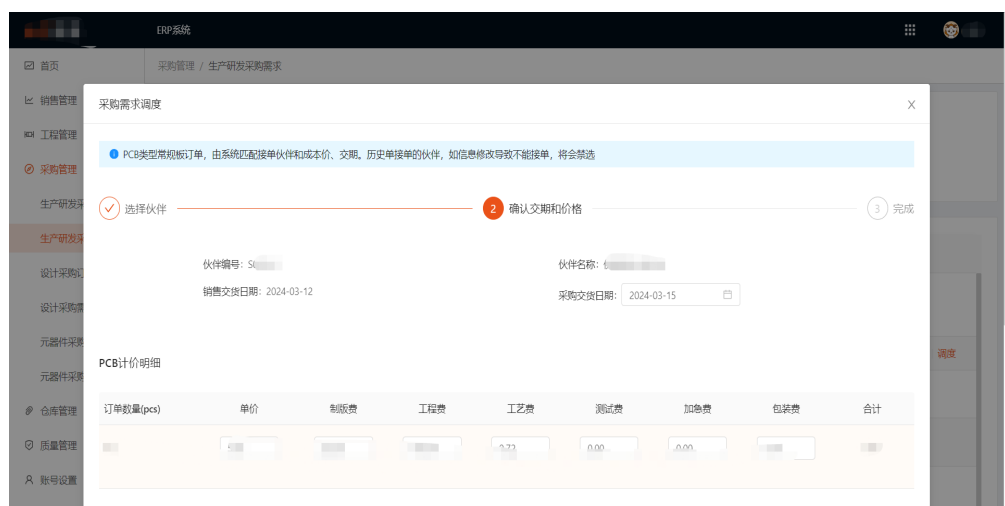 ERP系统
首页
采购管理 / 生产研发采购需求
销售管理
采购需求调度
X
工程管理
PCB类型常规板订单，由系统匹配接单伙伴和成本价、交期。历史单接单的伙伴，如信息修改导致不能接单，将会禁选
采购管理
生产研发采
选择伙伴
2 确认交期和价格
3 完成
生产研发采
伙伴编号：
伙伴名称：
设计采购订
销售交货日期：2024-03-12
采购交货日期：2024-03-15
设计采购需
元器件采购
调度
PCB计价明细
元器件采购
仓库管理
订单数量(pcs) 单价 制版费 工程费 工艺费 测试费 加急费 包装费 合计
质量管理
0.00 0.00
账号设置